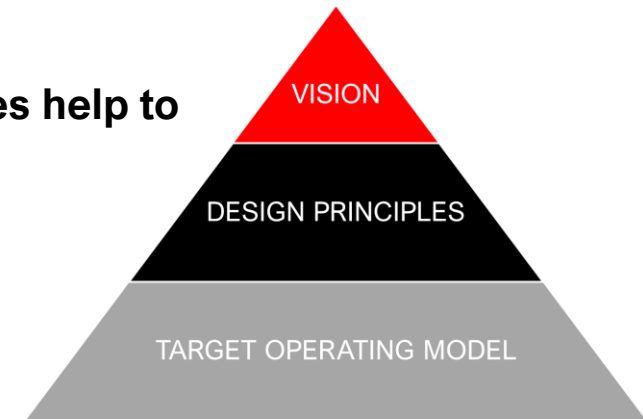 VISION
es help to
DESIGN PRINCIPLES
TARGET OPERATING MODEL